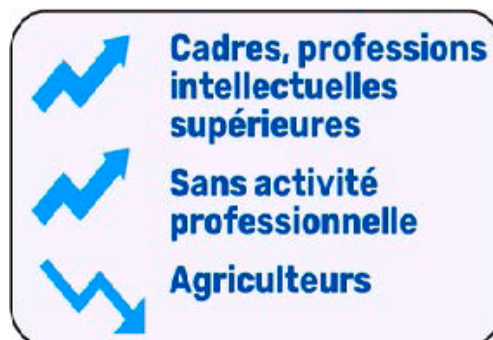 Cadres, professions
intellectuelles
supérieures
Sans activité
professionnelle
Agriculteurs